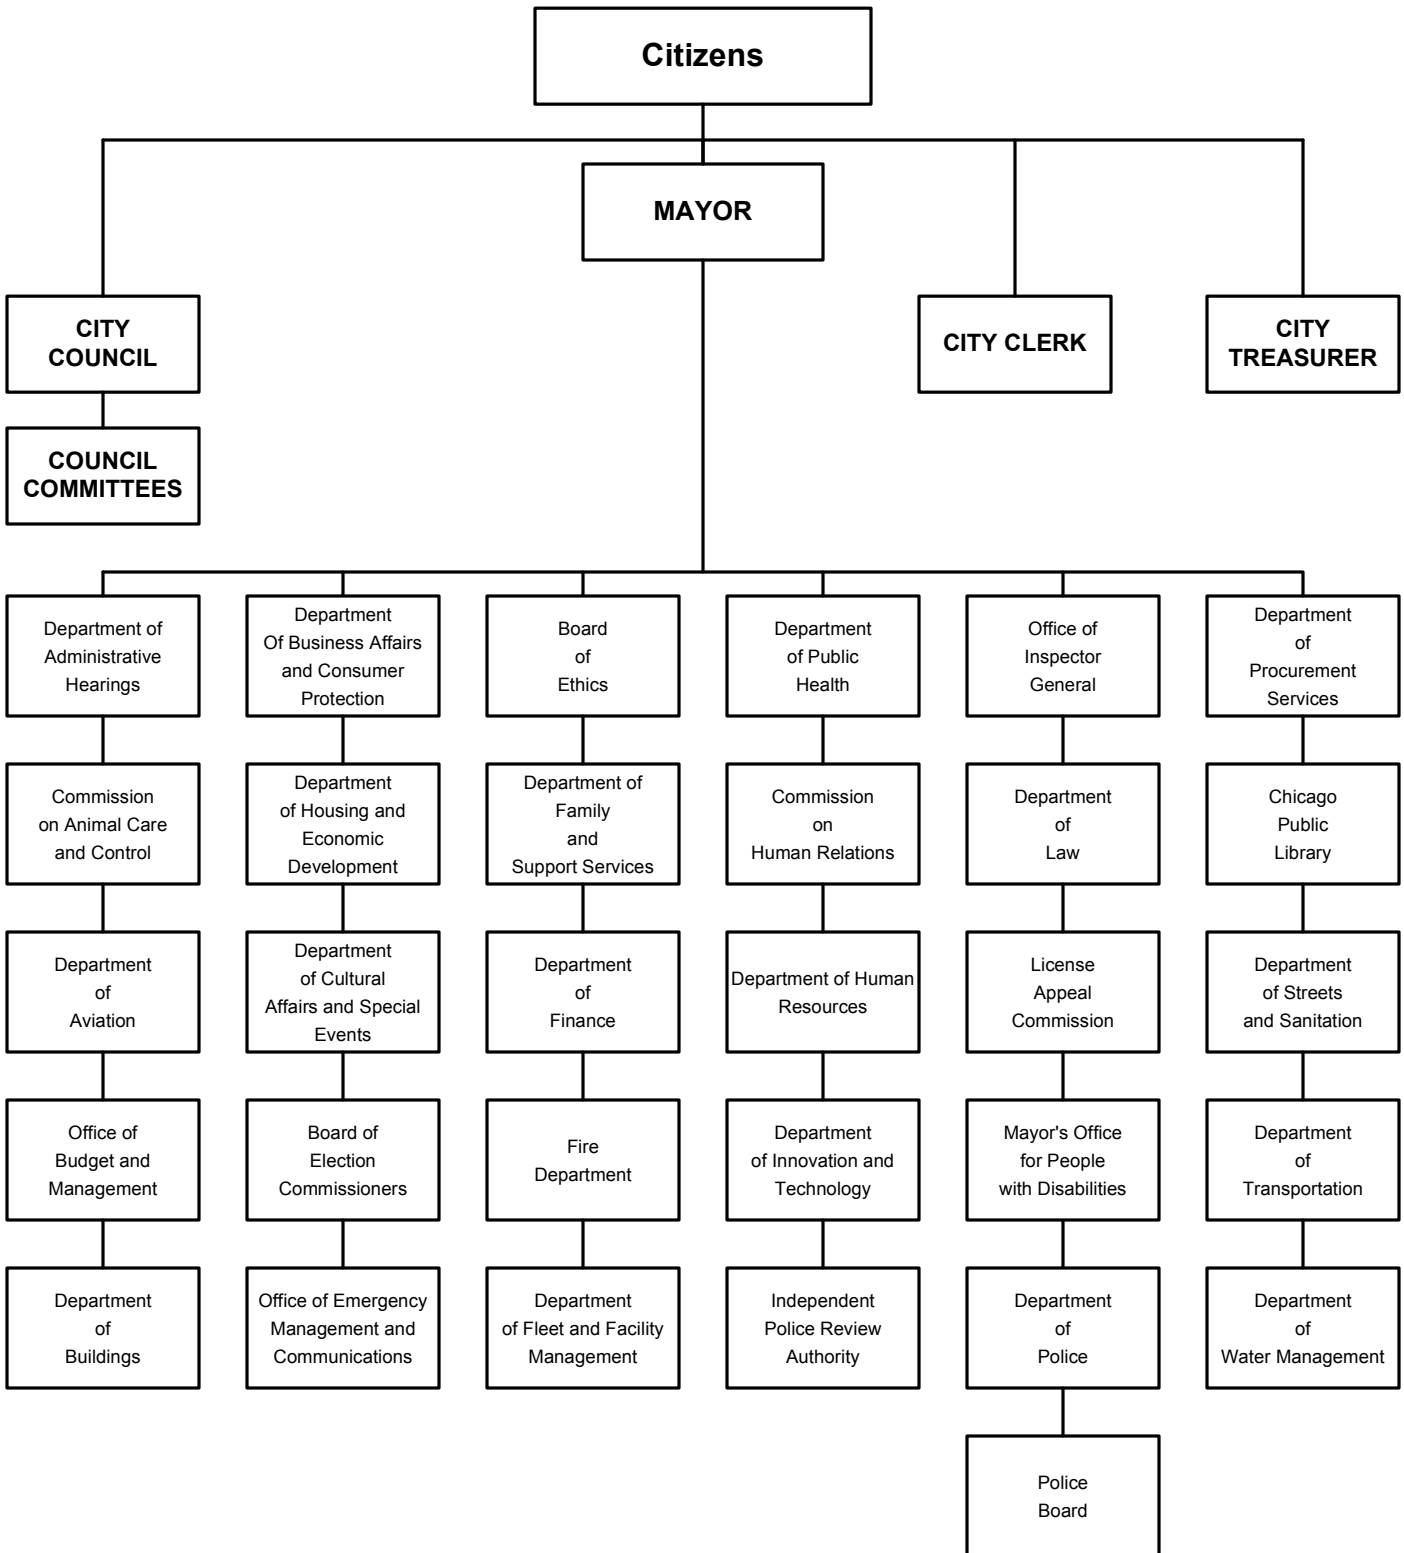 Citizens
MAYOR
CITY
COUNCIL
CITY CLERK
CITY
TREASURER
COUNCIL
COMMITTEES
Department of
Administrative
Hearings
Department
Of Business Affairs
and Consumer
Protection
Board
of
Ethics
Department
of Public
Health
Office of
Inspector
General
Department
of
Procurement
Services
Commission
on Animal Care
and Control
Department
of Housing and
Economic
Development
Department of
Family
and
Support Services
Commission
on
Human Relations
Department
of
Law
Chicago
Public
Library
Department
of
Aviation
Department
of Cultural
Affairs and Special
Events
Department
of
Finance
Department of Human
Resources
License
Appeal
Commission
Department
of Streets
and Sanitation
Office of
Budget and
Management
Board of
Election
Commissioners
Fire
Department
Department
of Innovation and
Technology
Mayor's Office
for People
with Disabilities
Department
of
Transportation
Department
of
Buildings
Office of Emergency
Management and
Communications
Department
of Fleet and Facility
Management
Independent
Police Review
Authority
Department
of
Police
Department
of
Water Management
Police
Board